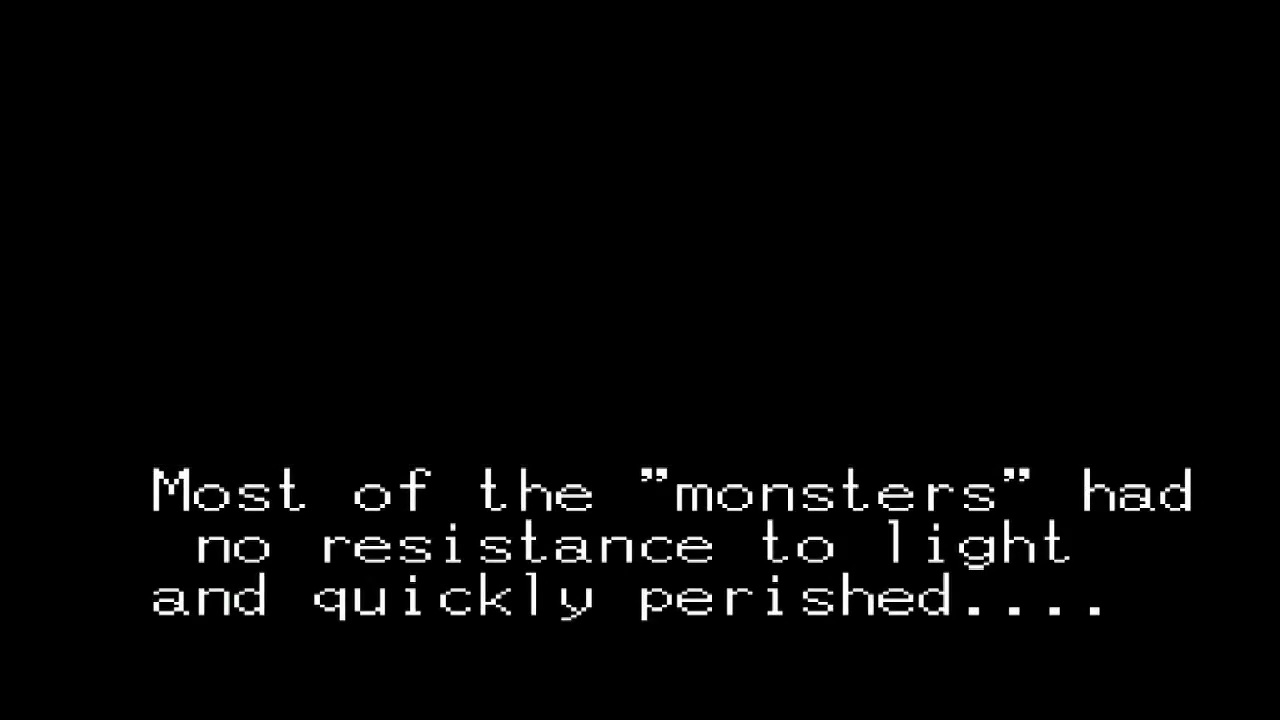 Most of the ”monsters” had
no resistance to light
and quickly perished....